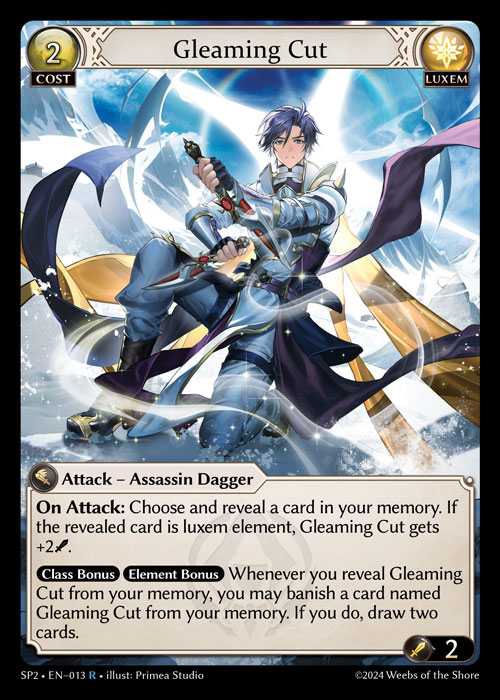 2
COST
Gleaming Cut
LUXEM
Attack – Assassin Dagger
On Attack: Choose and reveal a card in your memory. If
the revealed card is luxem element, Gleaming Cut gets
+2.
Class Bonus Element Bonus Whenever you reveal Gleaming
Cut from your memory, you may banish a card named
Gleaming Cut from your memory. If you do, draw two
cards.
2
SP2 • EN–013 R • illust: Primea Studio
©2024 Weebs of the Shore